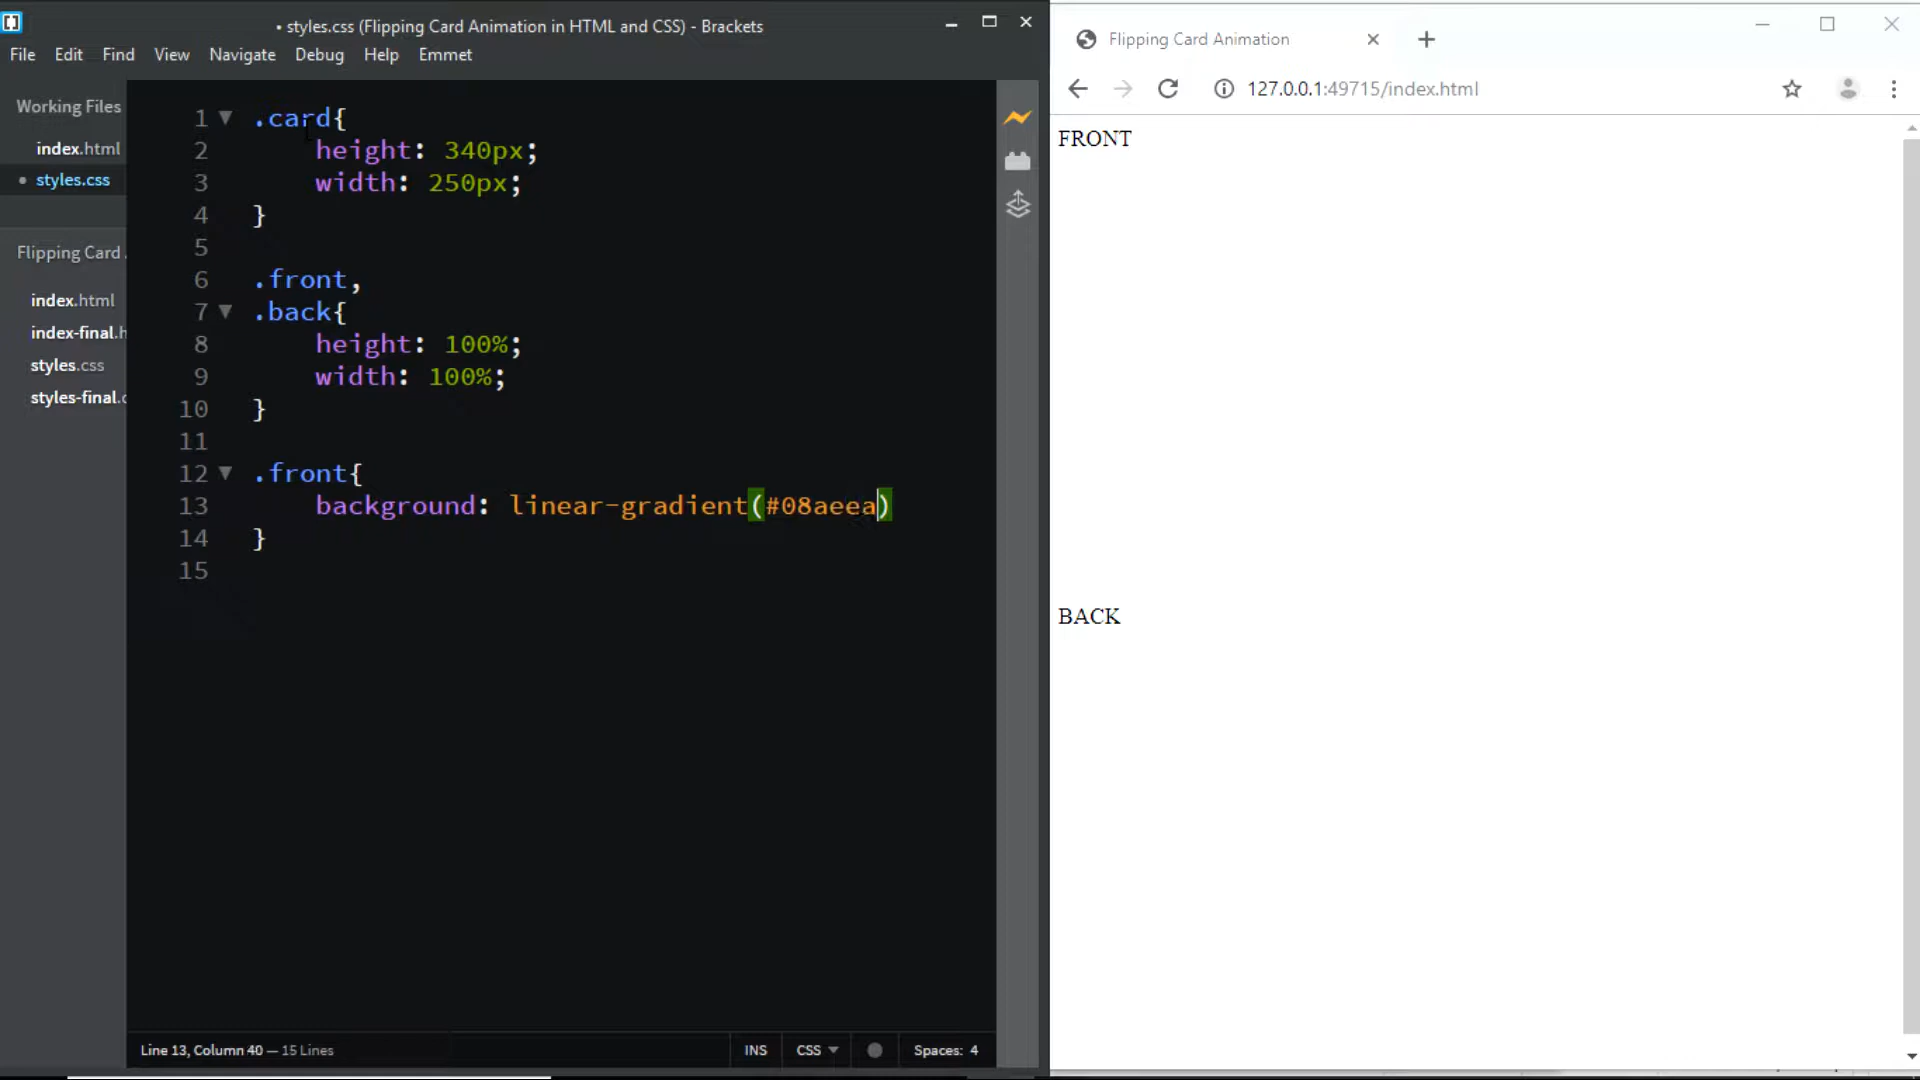 • styles.css (Flipping Card Animation in HTML and CSS) - Brackets
File Edit Find View Navigate Debug Help Emmet
Working Files
index.html
• styles.css
Flipping Card
index.html
index-final.h
styles.css
styles-final.c
1 .card{
2 height: 340px;
3 width: 250px;
4 }
5
6 .front,
7 .back{
8 height: 100%;
9 width: 100%;
10 }
11
12 .front{
13 background: linear-gradient(#08aeea)
14 }
15
Line 13, Column 40 — 15 Lines
INS CSS Spaces: 4
Flipping Card Animation
127.0.0.1:49715/index.html
FRONT
BACK